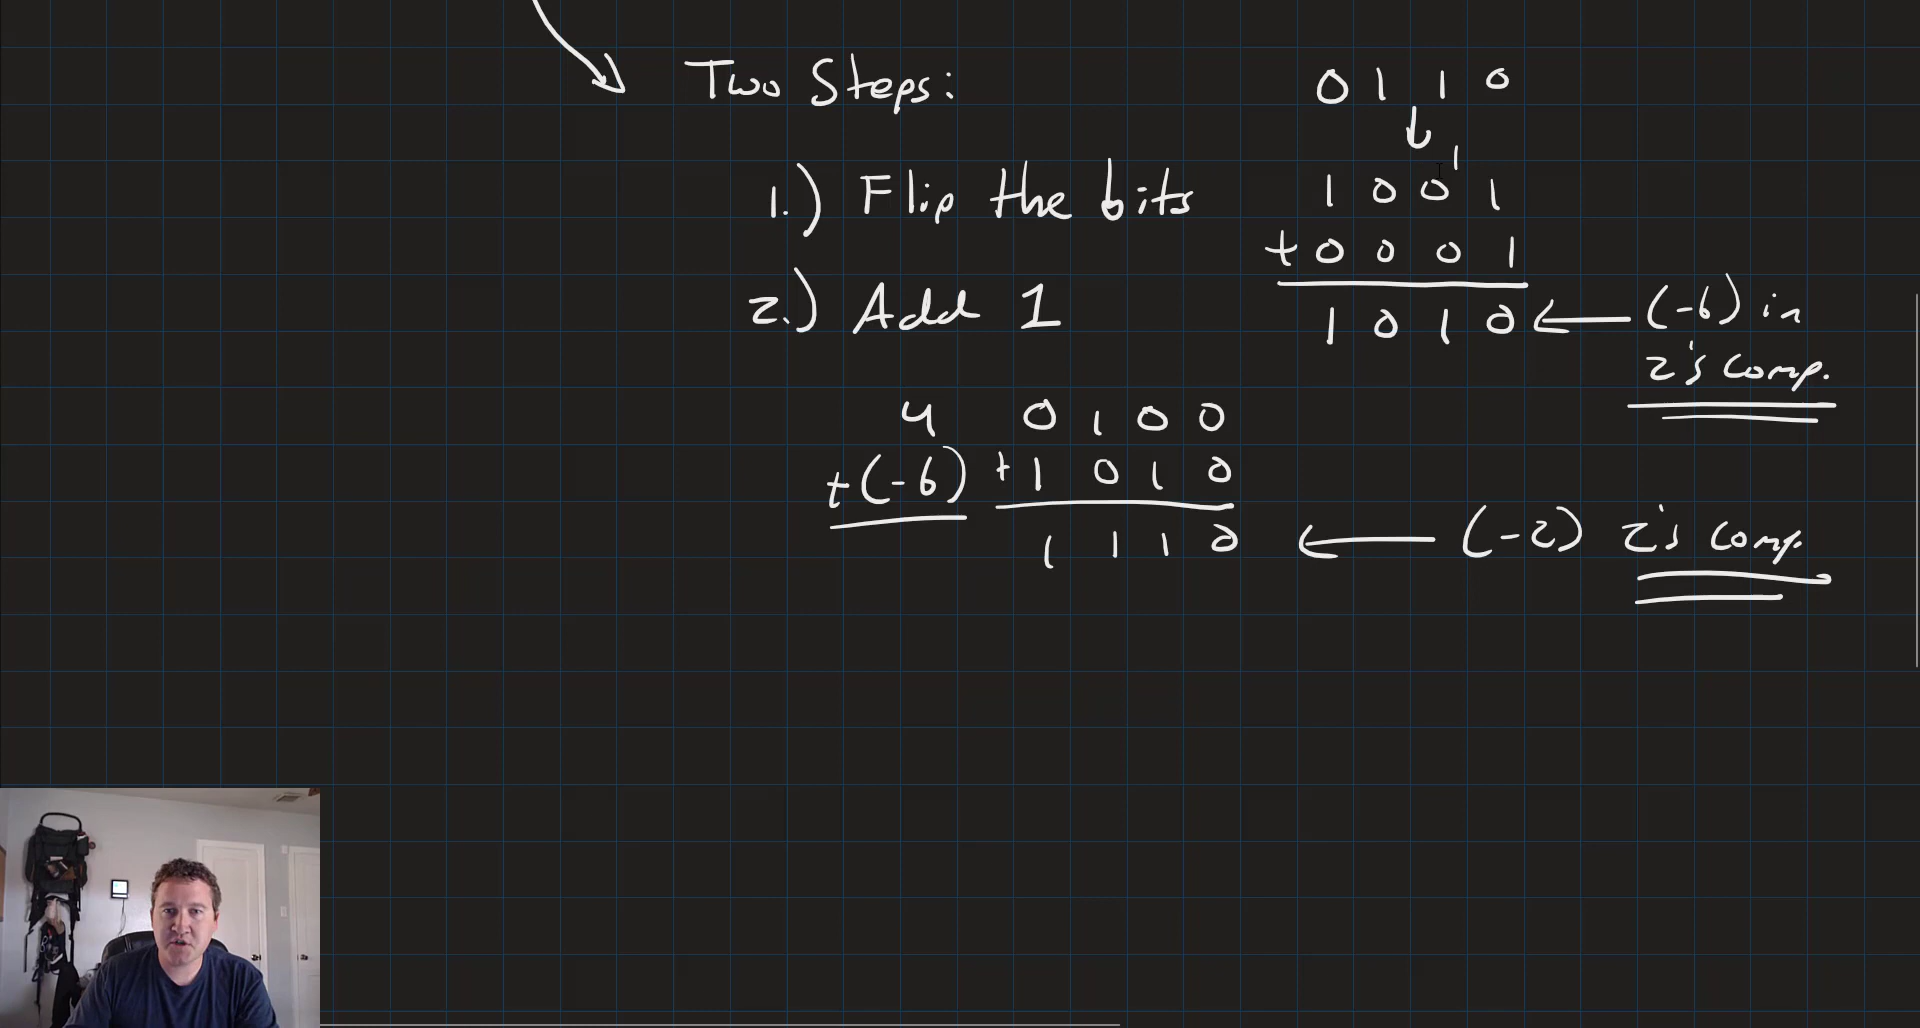 Two Steps:
0 1 1 0
1
1.) Flip the bits
1 0 0 1
+ 0 0 0 1
2.) Add 1
1 0 1 0
(-6) in
2's comp.
4 0 1 0 0
+ (-6) + 1 0 1 0
1 1 1 0
(-2) 2's comp.